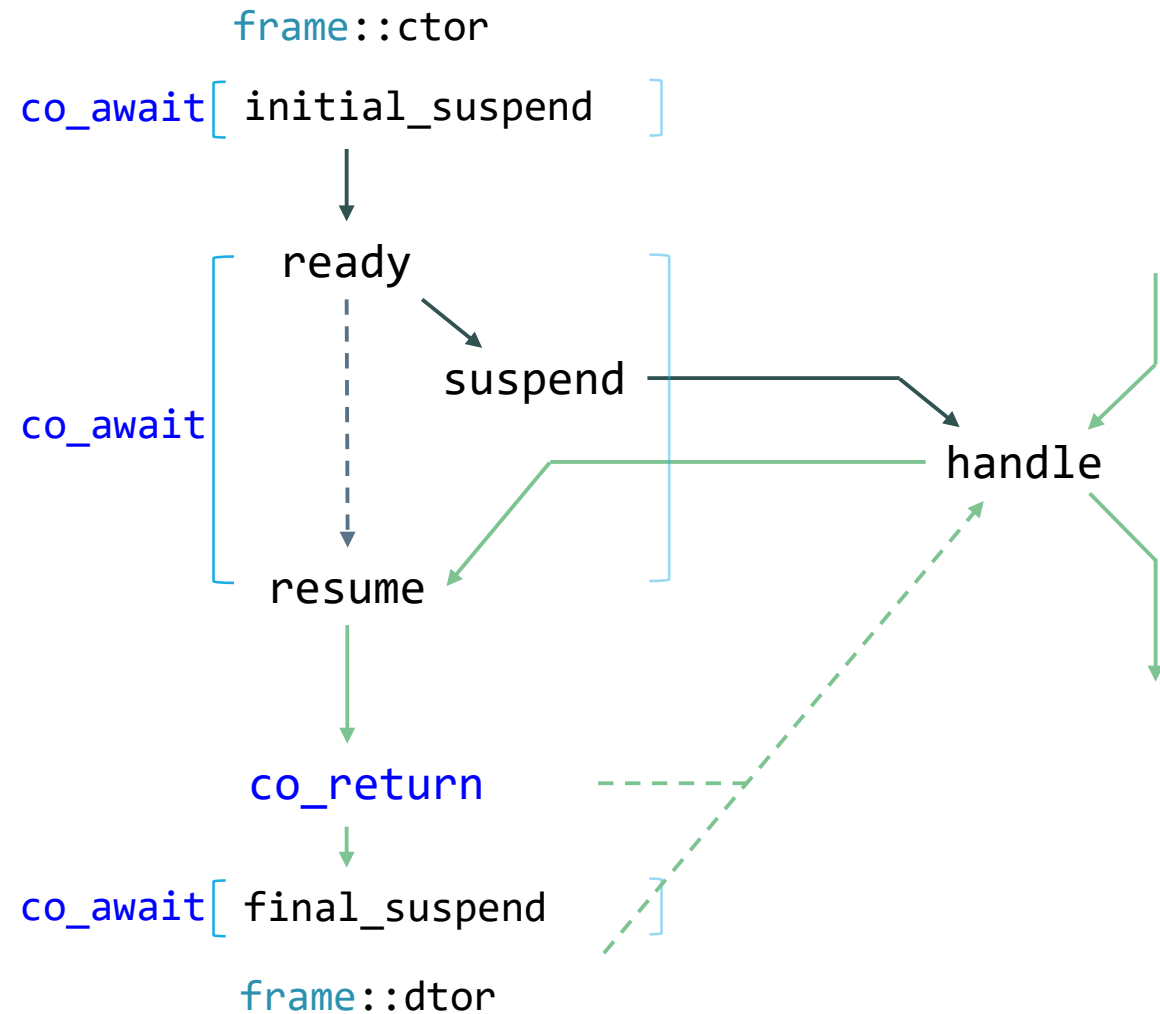 frame::ctor
co_await initial_suspend
ready
suspend
co_await
handle
resume
co_return
co_await final_suspend
frame::dtor